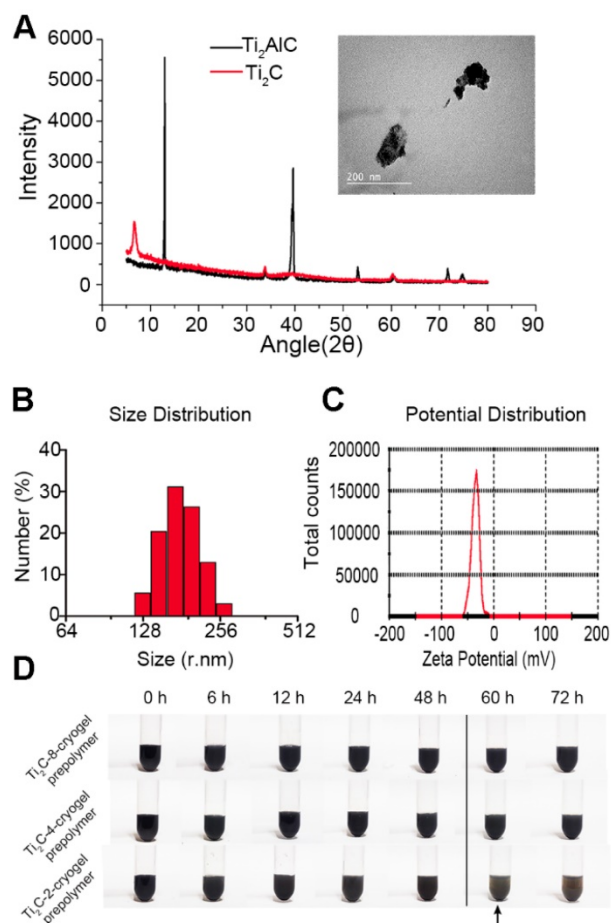 A
6000
5000
4000
3000
2000
1000
0
Intensity
0 10 20 30 40 50 60 70 80 90
Angle(2θ)
Ti₂AlC
Ti₂C
200 nm
B
Size Distribution
40
30
20
10
0
Number (%)
64 128 256 512
Size (r.nm)
C
Potential Distribution
200000
150000
100000
50000
0
Total counts
-200 -100 0 100 200
Zeta Potential (mV)
D
0 h 6 h 12 h 24 h 48 h 60 h 72 h
Ti₂C-8-cryogel
prepolymer
Ti₂C-4-cryogel
prepolymer
Ti₂C-2-cryogel
prepolymer